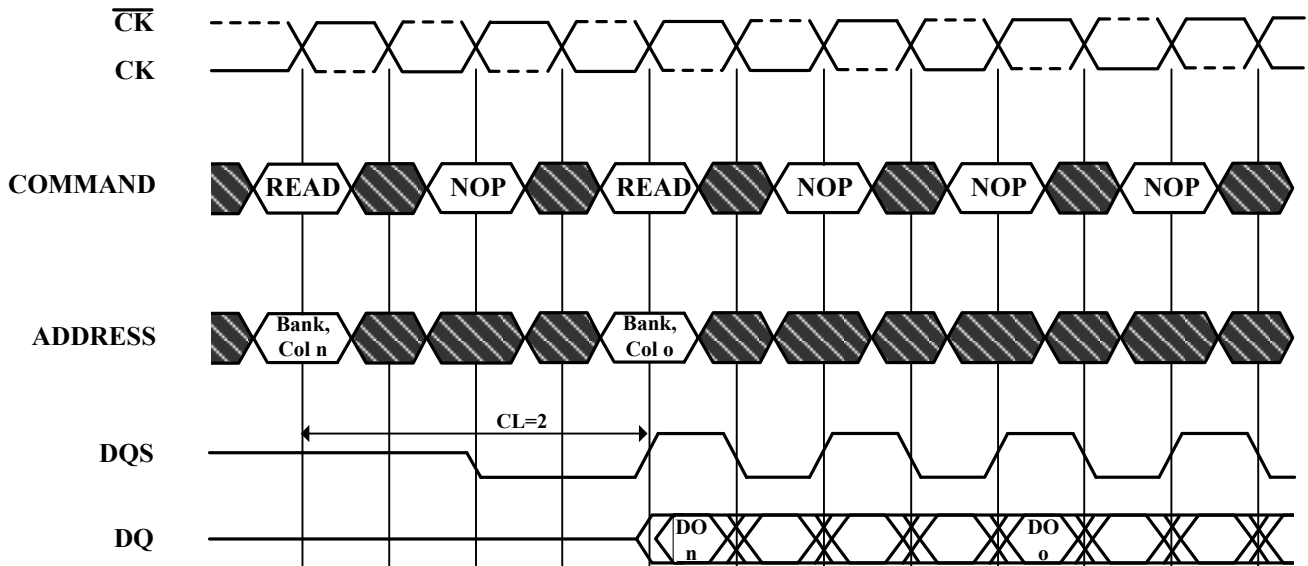 CK
CK
COMMAND
READ
NOP
READ
NOP
NOP
NOP
ADDRESS
Bank,
Col n
Bank,
Col o
CL=2
DQS
DQ
DO
n
DO
o